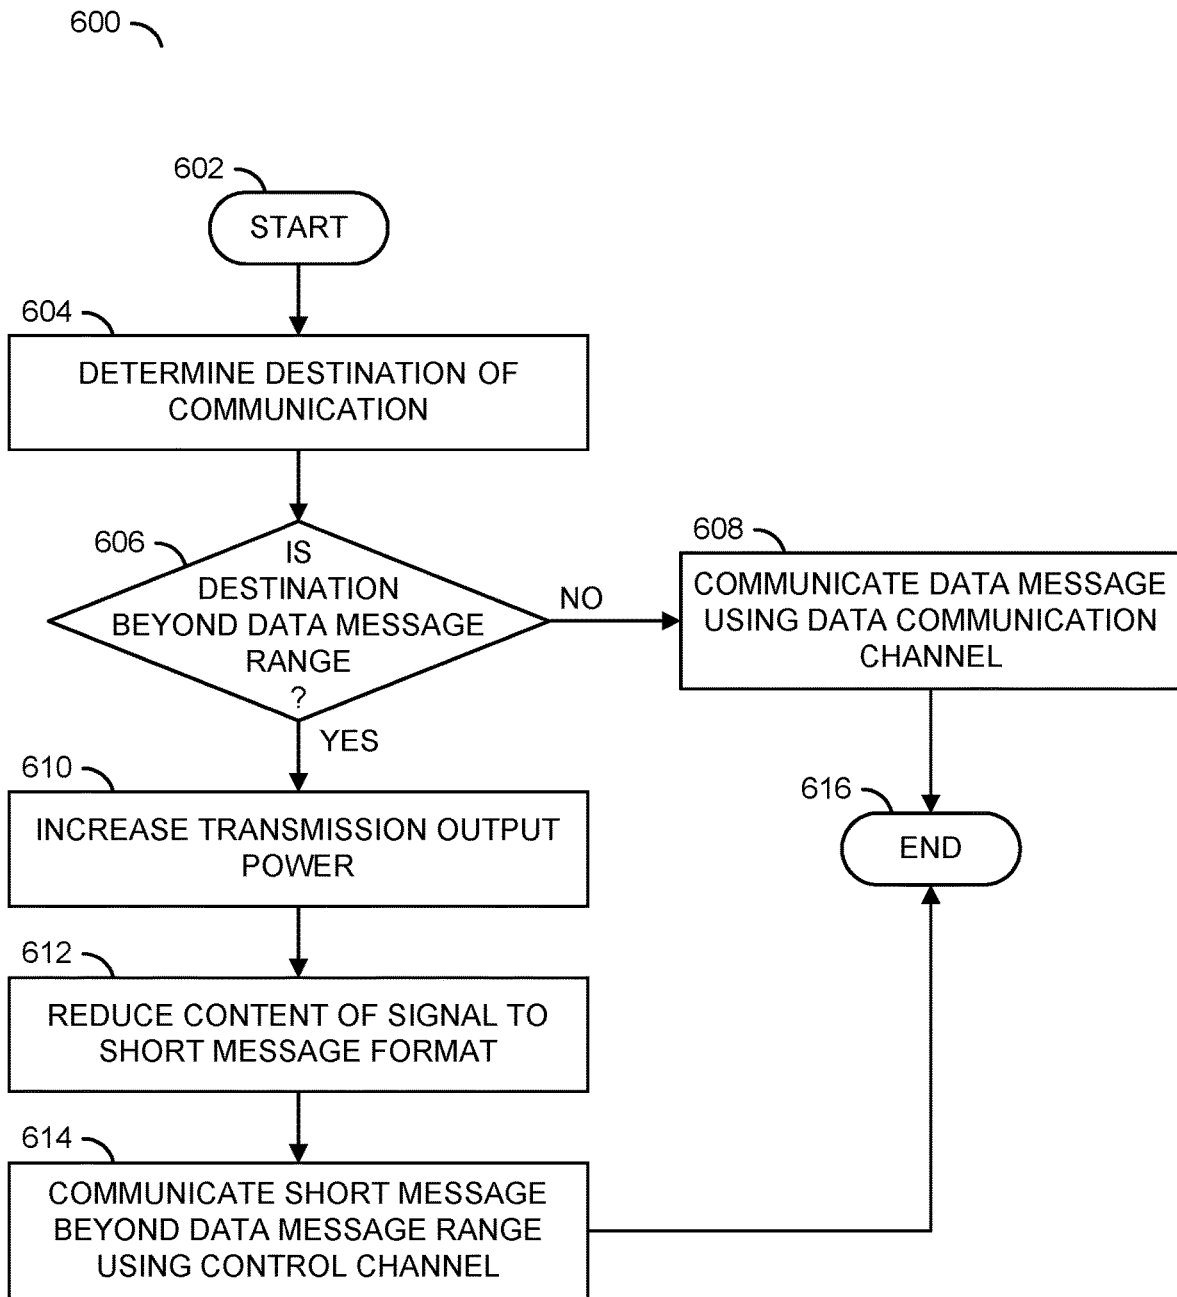 600
602
START
604
DETERMINE DESTINATION OF
COMMUNICATION
606
IS
DESTINATION
BEYOND DATA MESSAGE
RANGE
?
NO
608
COMMUNICATE DATA MESSAGE
USING DATA COMMUNICATION
CHANNEL
YES
610
INCREASE TRANSMISSION OUTPUT
POWER
616
END
612
REDUCE CONTENT OF SIGNAL TO
SHORT MESSAGE FORMAT
614
COMMUNICATE SHORT MESSAGE
BEYOND DATA MESSAGE RANGE
USING CONTROL CHANNEL